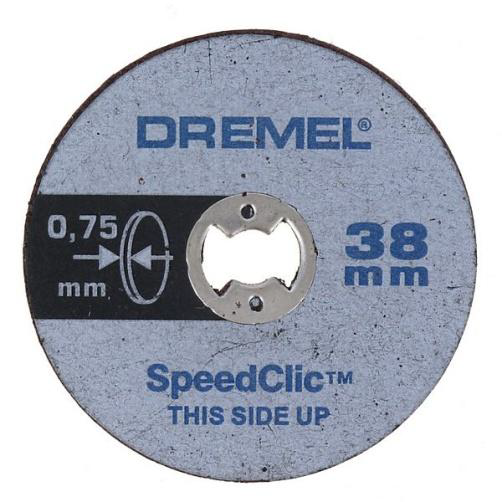 DREMEL®
0,75
mm
38
mm
SpeedClic™
THIS SIDE UP